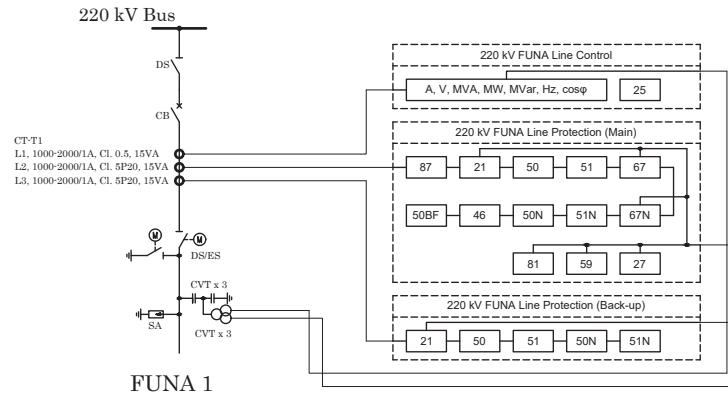 220 kV Bus
DS
CB
CT-T1
L1, 1000-2000/1A, Cl. 0.5, 15VA
L2, 1000-2000/1A, Cl. 5P20, 15VA
L3, 1000-2000/1A, Cl. 5P20, 15VA
M
M
DS/ES
CVT x 3
SA
CVT x 3
FUNA 1
220 kV FUNA Line Control
A, V, MVA, MW, MVar, Hz, cosφ
25
220 kV FUNA Line Protection (Main)
87 21 50 51 67
50BF 46 50N 51N 67N
81 59 27
220 kV FUNA Line Protection (Back-up)
21 50 51 50N 51N